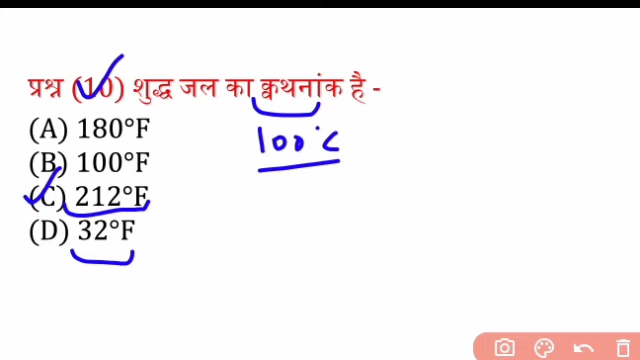 प्रश्न (10) शुद्ध जल का क्वथनांक है -
(A) 180°F
100°C
(B) 100°F
(C) 212°F
(D) 32°F